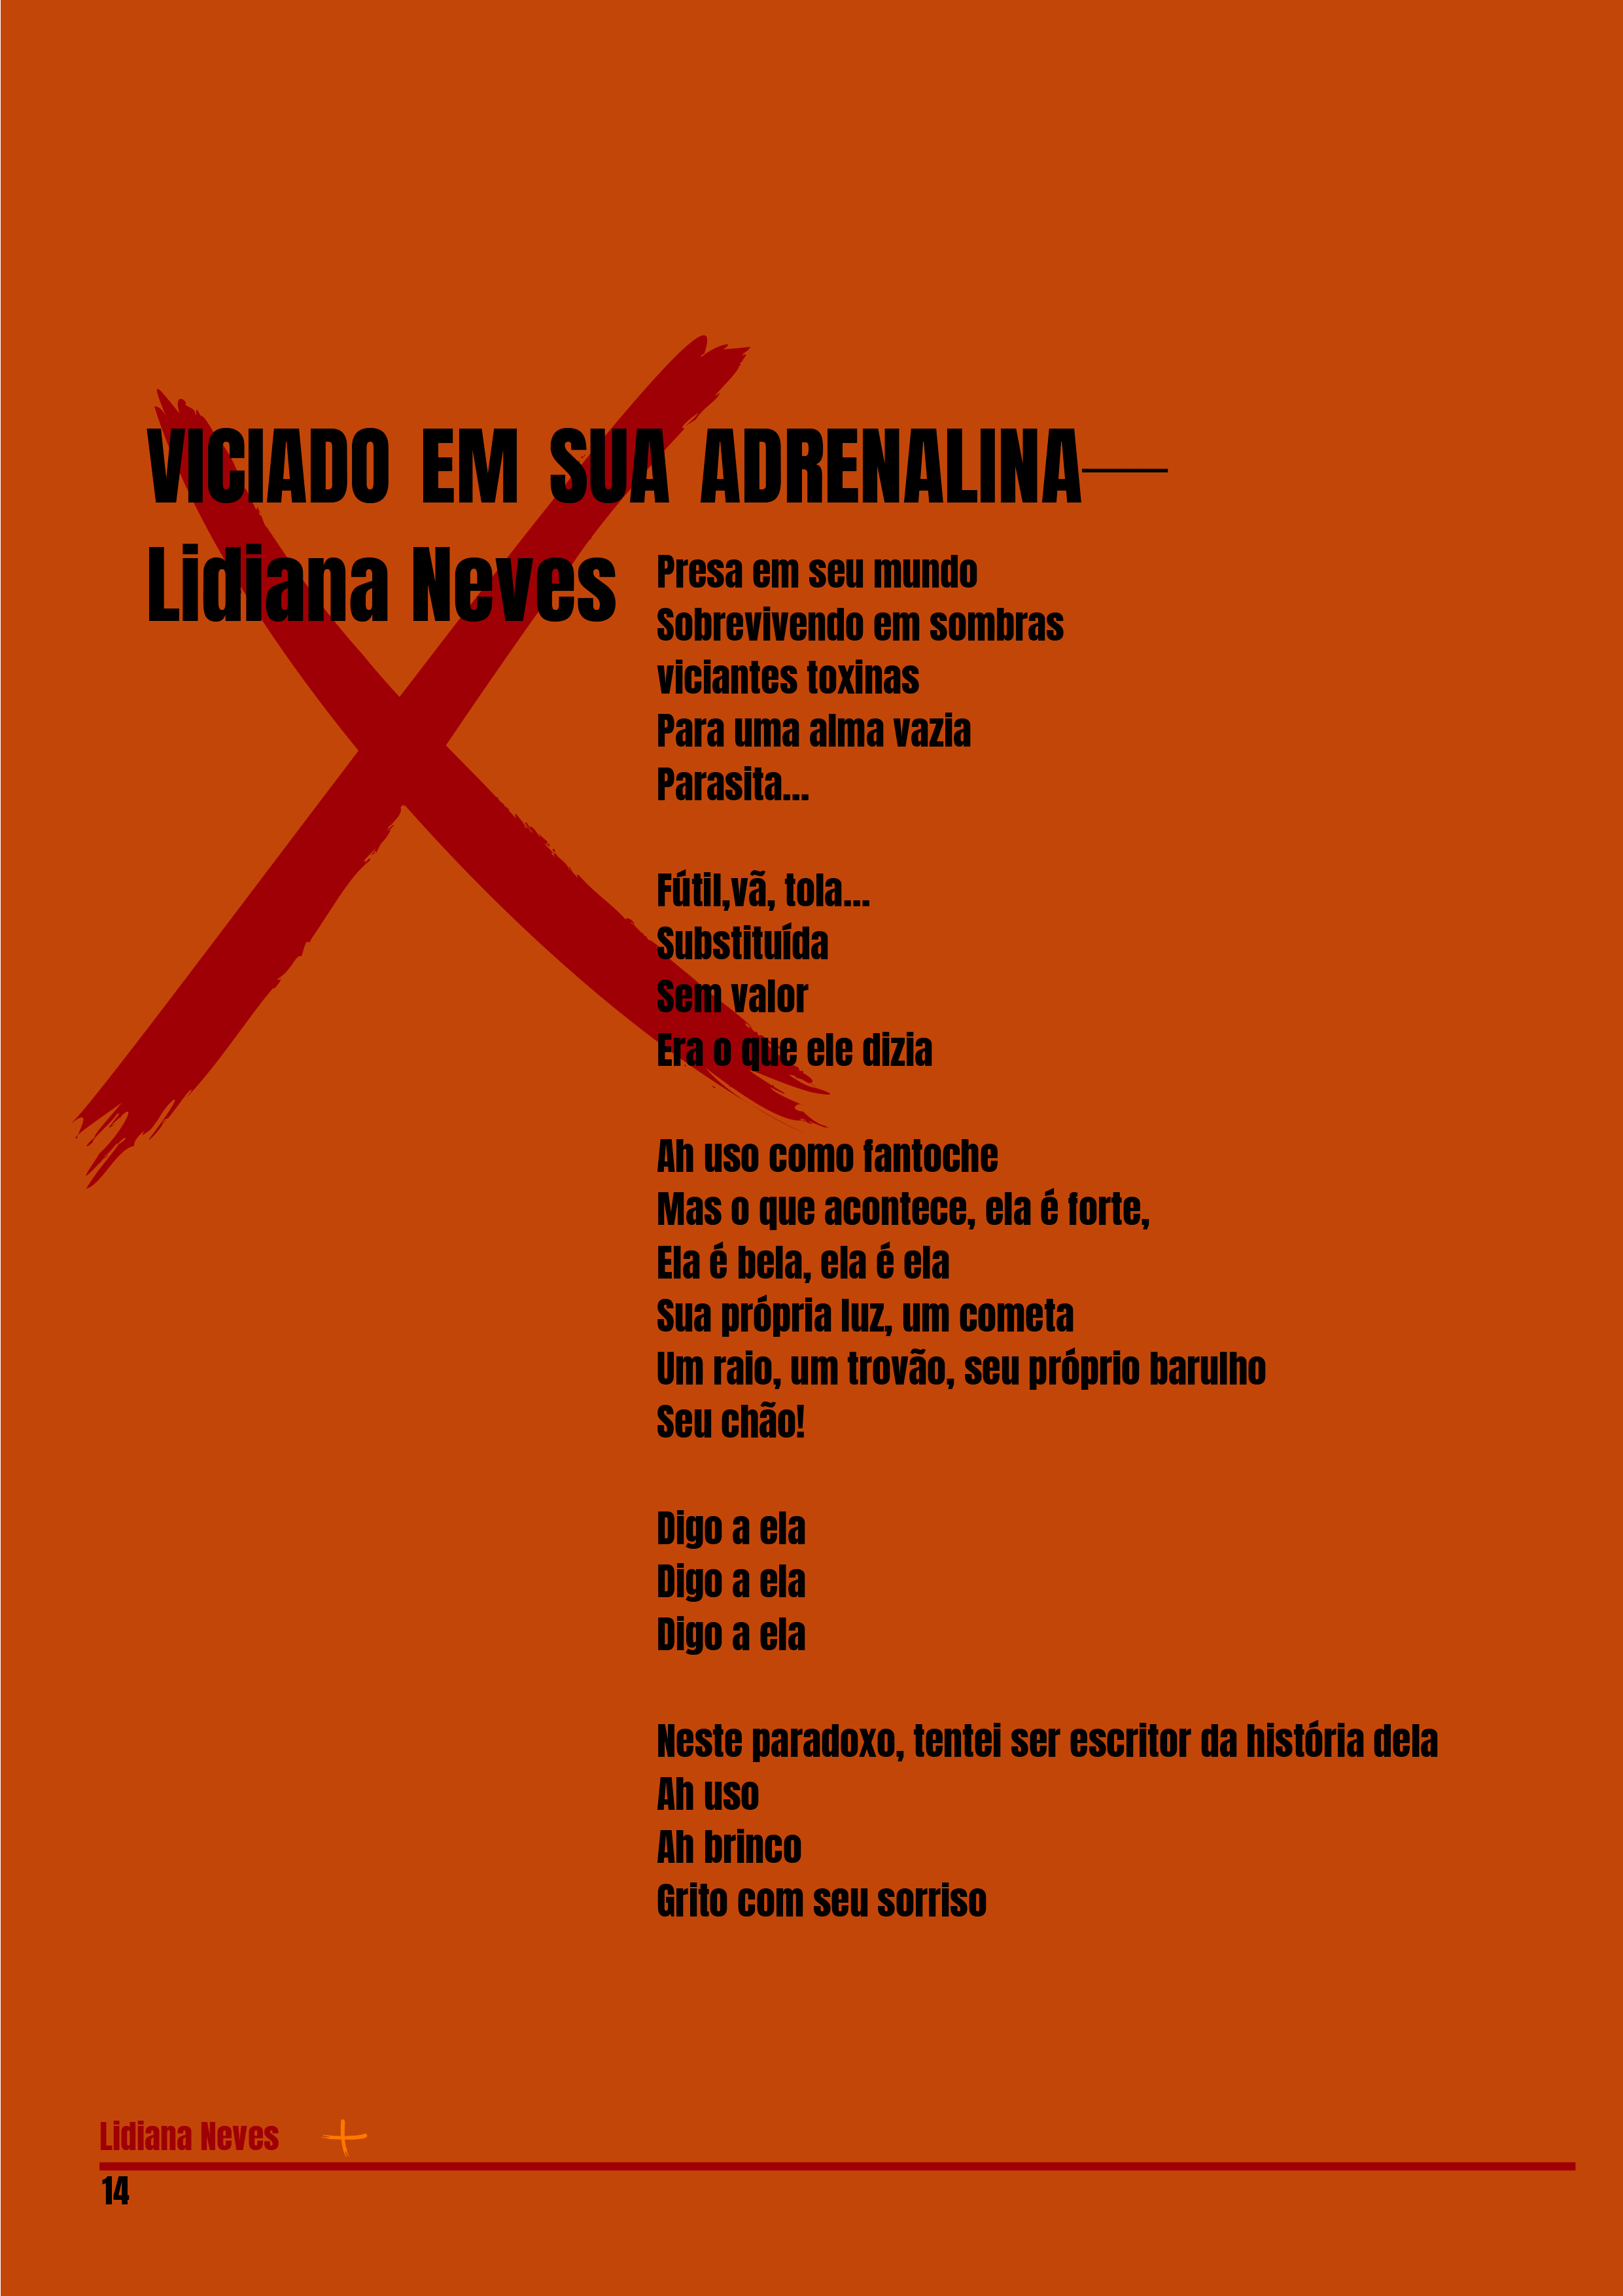 VICIADO EM SUA ADRENALINA
Lidiana Neves
Presa em seu mundo
Sobrevivendo em sombras
viciantes toxinas
Para uma alma vazia
Parasita...
Fútil,vã, tola...
Substituída
Sem valor
Era o que ele dizia
Ah uso como fantoche
Mas o que acontece, ela é forte,
Ela é bela, ela é ela
Sua própria luz, um cometa
Um raio, um trovão, seu próprio barulho
Seu chão!
Digo a ela
Digo a ela
Digo a ela
Neste paradoxo, tentei ser escritor da história dela
Ah uso
Ah brinco
Grito com seu sorriso
Lidiana Neves
14